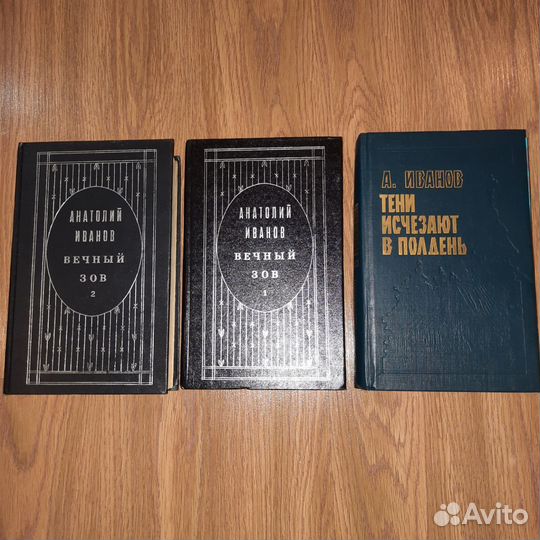 АНАТОЛИЙ
ИВАНОВ
ВЕЧНЫЙ
ЗОВ
2
АНАТОЛИЙ
ИВАНОВ
ВЕЧНЫЙ
ЗОВ
1
А. ИВАНОВ
ТЕНИ
ИСЧЕЗАЮТ
В ПОЛДЕНЬ
Avito